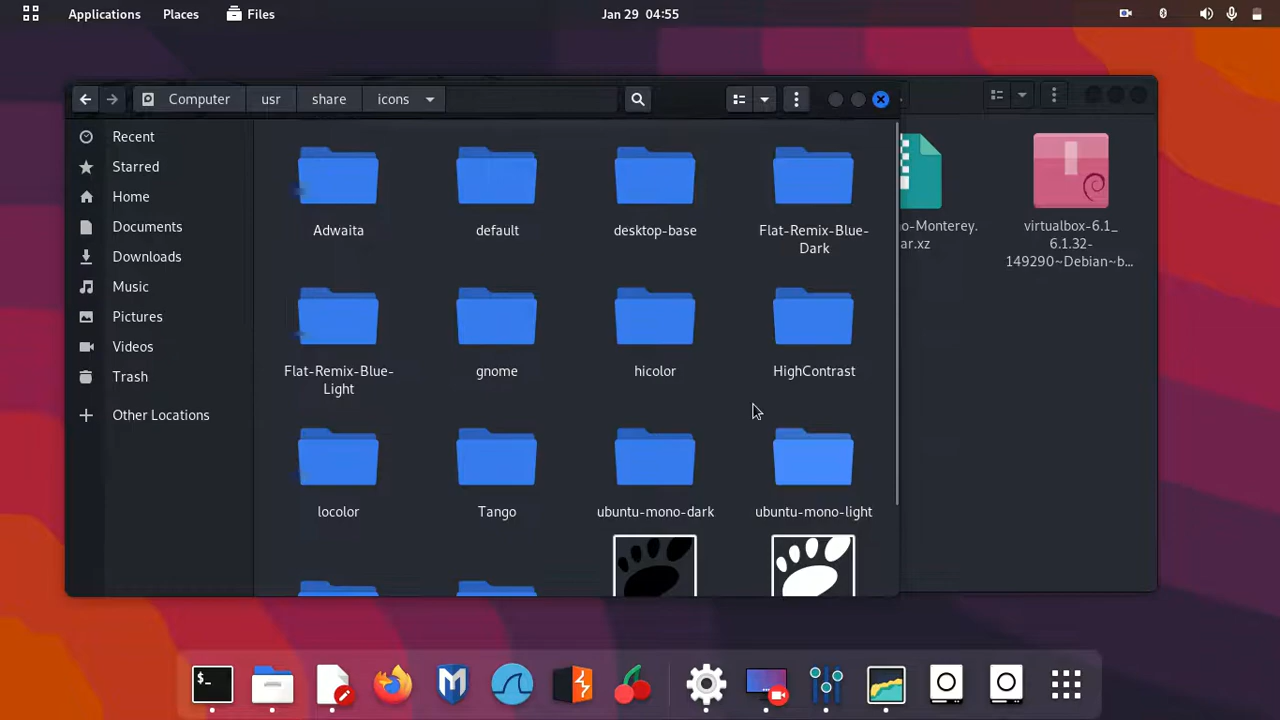 Applications Places Files Jan 29 04:55
Computer usr share icons
Recent
Starred
Home
Documents
Downloads
Music
Pictures
Videos
Trash
Other Locations
Adwaita default desktop-base Flat-Remix-Blue-
Dark
Flat-Remix-Blue- gnome hicolor HighContrast
Light
locolor Tango ubuntu-mono-dark ubuntu-mono-light
o-Monterey.
ar.xz
virtualbox-6.1_
6.1.32-
149290~Debian~b...
$_